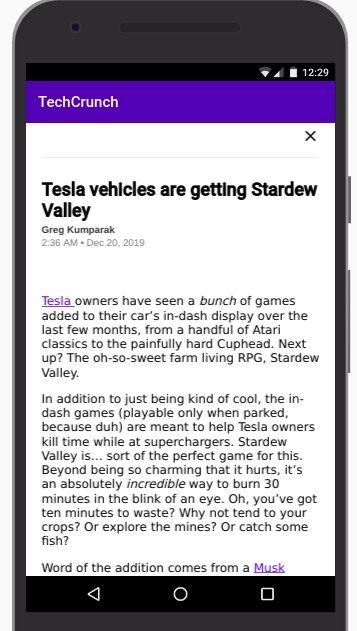 12:29
TechCrunch
Tesla vehicles are getting Stardew
Valley
Greg Kumparak
2:36 AM • Dec 20, 2019
Tesla owners have seen a bunch of games
added to their car’s in-dash display over the
last few months, from a handful of Atari
classics to the painfully hard Cuphead. Next
up? The oh-so-sweet farm living RPG, Stardew
Valley.
In addition to just being kind of cool, the in-
dash games (playable only when parked,
because duh) are meant to help Tesla owners
kill time while at superchargers. Stardew
Valley is… sort of the perfect game for this.
Beyond being so charming that it hurts, it’s
an absolutely incredible way to burn 30
minutes in the blink of an eye. Oh, you’ve got
ten minutes to waste? Why not tend to your
crops? Or explore the mines? Or catch some
fish?
Word of the addition comes from a Musk